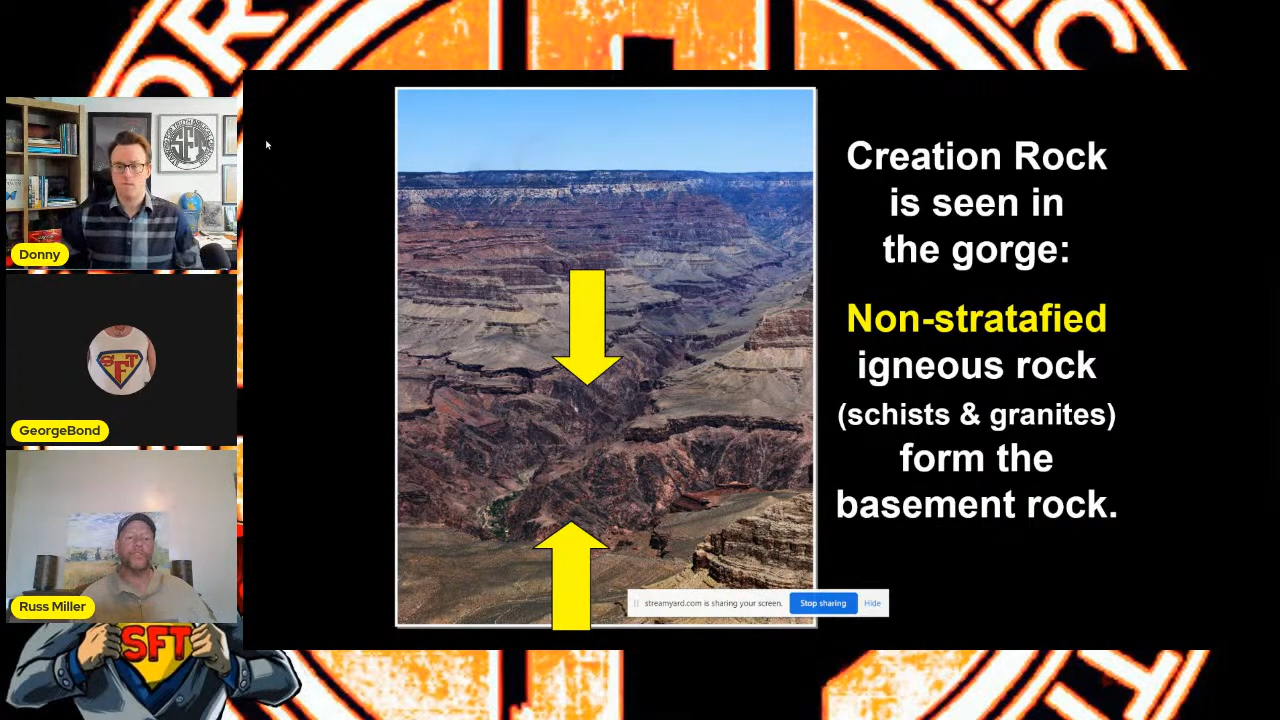 Donny
GeorgeBond
Russ Miller
SFT
SFT
SFT
Creation Rock
is seen in
the gorge:
Non-stratafied
igneous rock
(schists & granites)
form the
basement rock.
streamyard.com is sharing your screen.
Stop sharing
Hide